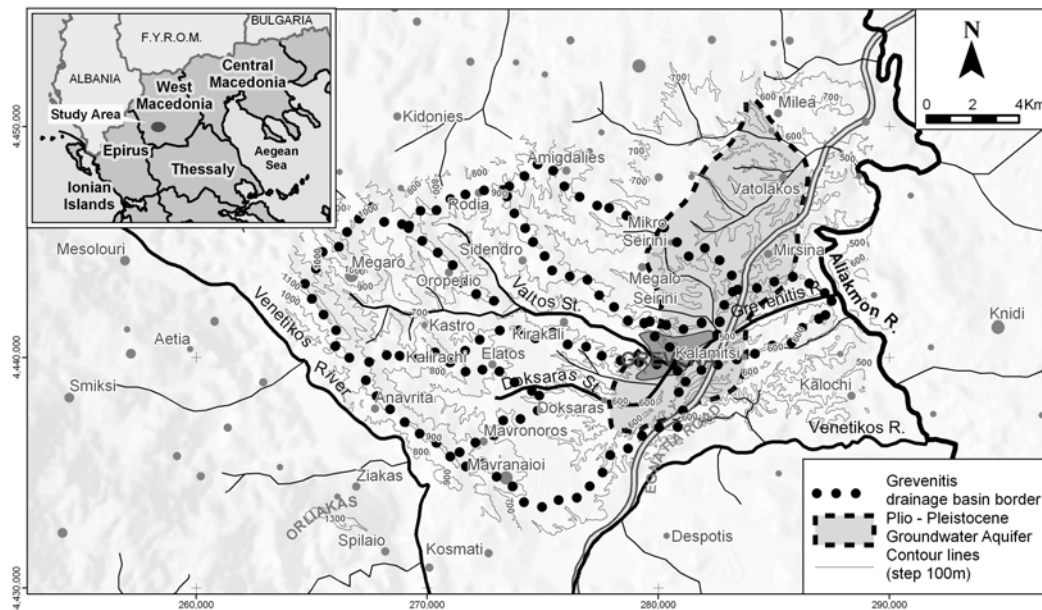 BULGARIA
F.Y.R.O.M.
ALBANIA
Central
Macedonia
West
Macedonia
Study Area
Epirus
Thessaly
Aegean
Sea
Ionian
Islands
N
0 2 4Km
4,450,000
4,440,000
4,430,000
260,000
270,000
280,000
290,000
Kidonies
Milea
Amigdalies
Vatolakos
Rodia
Mikro
Seirini
Mesolouri
Sidendro
Megaro
Oropedio
Megalo
Seirini
Mirsina
Aliakmon R.
Valtos St.
Grevenitis R.
Venetikos
River
Kastro
Kirakali
Knidi
Aetia
Kalirachi
Elatos
Kalamitsi
Smiksi
Doksaras St.
Kalochi
Anavrita
Doksaras
EGNATIA ROAD
Mavronoros
Venetikos R.
Mavranaioi
Ziakas
ORLIAKAS
1300
Spilaio
Kosmati
Despotis
Grevenitis
drainage basin border
Plio - Pleistocene
Groundwater Aquifer
Contour lines
(step 100m)